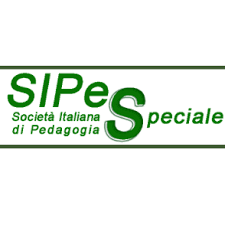 SIPeS
Società Italiana
di Pedagogia Speciale